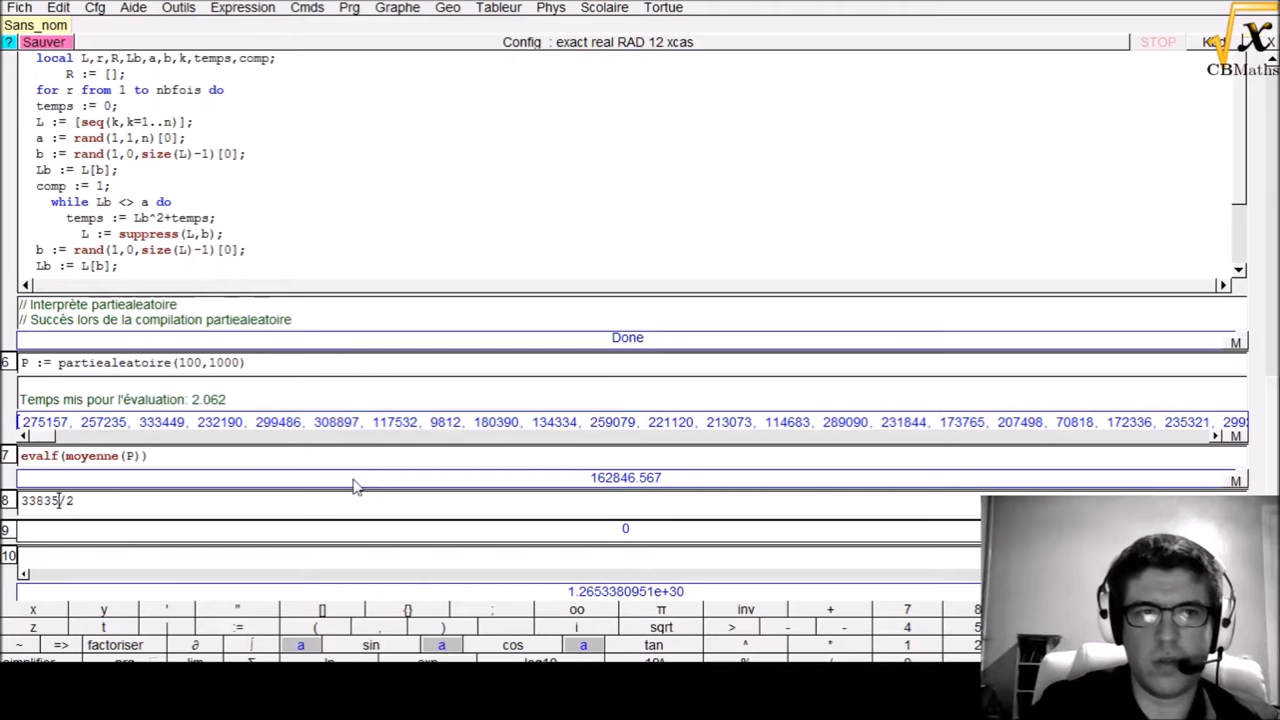 Fich Edit Cfg Aide Outils Expression Cmds Prg Graphe Geo Tableur Phys Scolaire Tortue
Sans_nom
? Sauver Config : exact real RAD 12 xcas STOP X
CBMaths
local L,r,R,Lb,a,b,k,temps,comp;
R := [];
for r from 1 to nbfois do
temps := 0;
L := [seq(k,k=1..n)];
a := rand(1,1,n)[0];
b := rand(1,0,size(L)-1)[0];
Lb := L[b];
comp := 1;
while Lb <> a do
temps := Lb^2+temps;
L := suppress(L,b);
b := rand(1,0,size(L)-1)[0];
Lb := L[b];
// Interprète partiealeatoire
// Succès lors de la compilation partiealeatoire
Done
M
6 P := partiealeatoire(100,1000)
Temps mis pour l'évaluation: 2.062
[275157, 257235, 333449, 232190, 299486, 308897, 117532, 9812, 180390, 134334, 259079, 221120, 213073, 114683, 289090, 231844, 173765, 207498, 70818, 172336, 235321, 299
M
7 evalf(moyenne(P))
162846.567
M
8 33835/2
9 0
10
1.2653380951e+30
x y ' " [] {} ; oo π inv + 7 8
z t | := ( , ) i sqrt > - - 4 5
~ => factoriser ∂ ∫ a sin a cos a tan ^ * 1 2